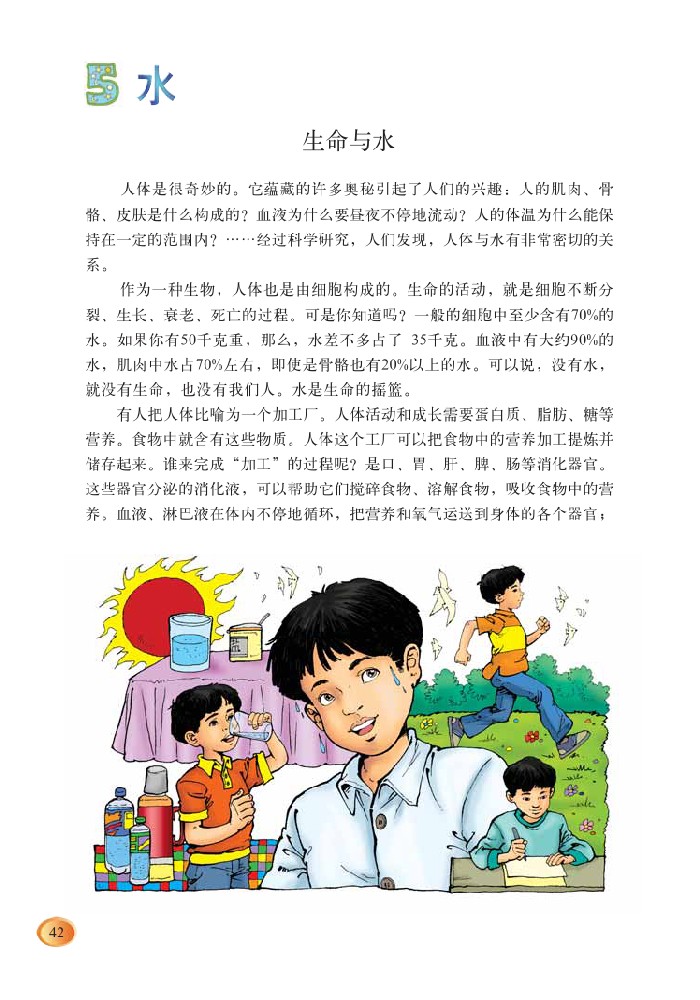 5 水
生命与水
人体是很奇妙的。它蕴藏的许多奥秘引起了人们的兴趣：人的肌肉、骨
骼、皮肤是什么构成的？血液为什么要昼夜不停地流动？人的体温为什么能保
持在一定的范围内？……经过科学研究，人们发现，人体与水有非常密切的关
系。
作为一种生物，人体也是由细胞构成的。生命的活动，就是细胞不断分
裂、生长、衰老、死亡的过程。可是你知道吗？一般的细胞中至少含有70%的
水。如果你有50千克重，那么，水差不多占了 35千克。血液中有大约90%的
水，肌肉中水占70%左右，即使是骨骼也有20%以上的水。可以说，没有水，
就没有生命，也没有我们人。水是生命的摇篮。
有人把人体比喻为一个加工厂。人体活动和成长需要蛋白质、脂肪、糖等
营养。食物中就含有这些物质。人体这个工厂可以把食物中的营养加工提炼并
储存起来。谁来完成“加工”的过程呢？是口、胃、肝、脾、肠等消化器官。
这些器官分泌的消化液，可以帮助它们搅碎食物、溶解食物，吸收食物中的营
养。血液、淋巴液在体内不停地循环，把营养和氧气运送到身体的各个器官；
42